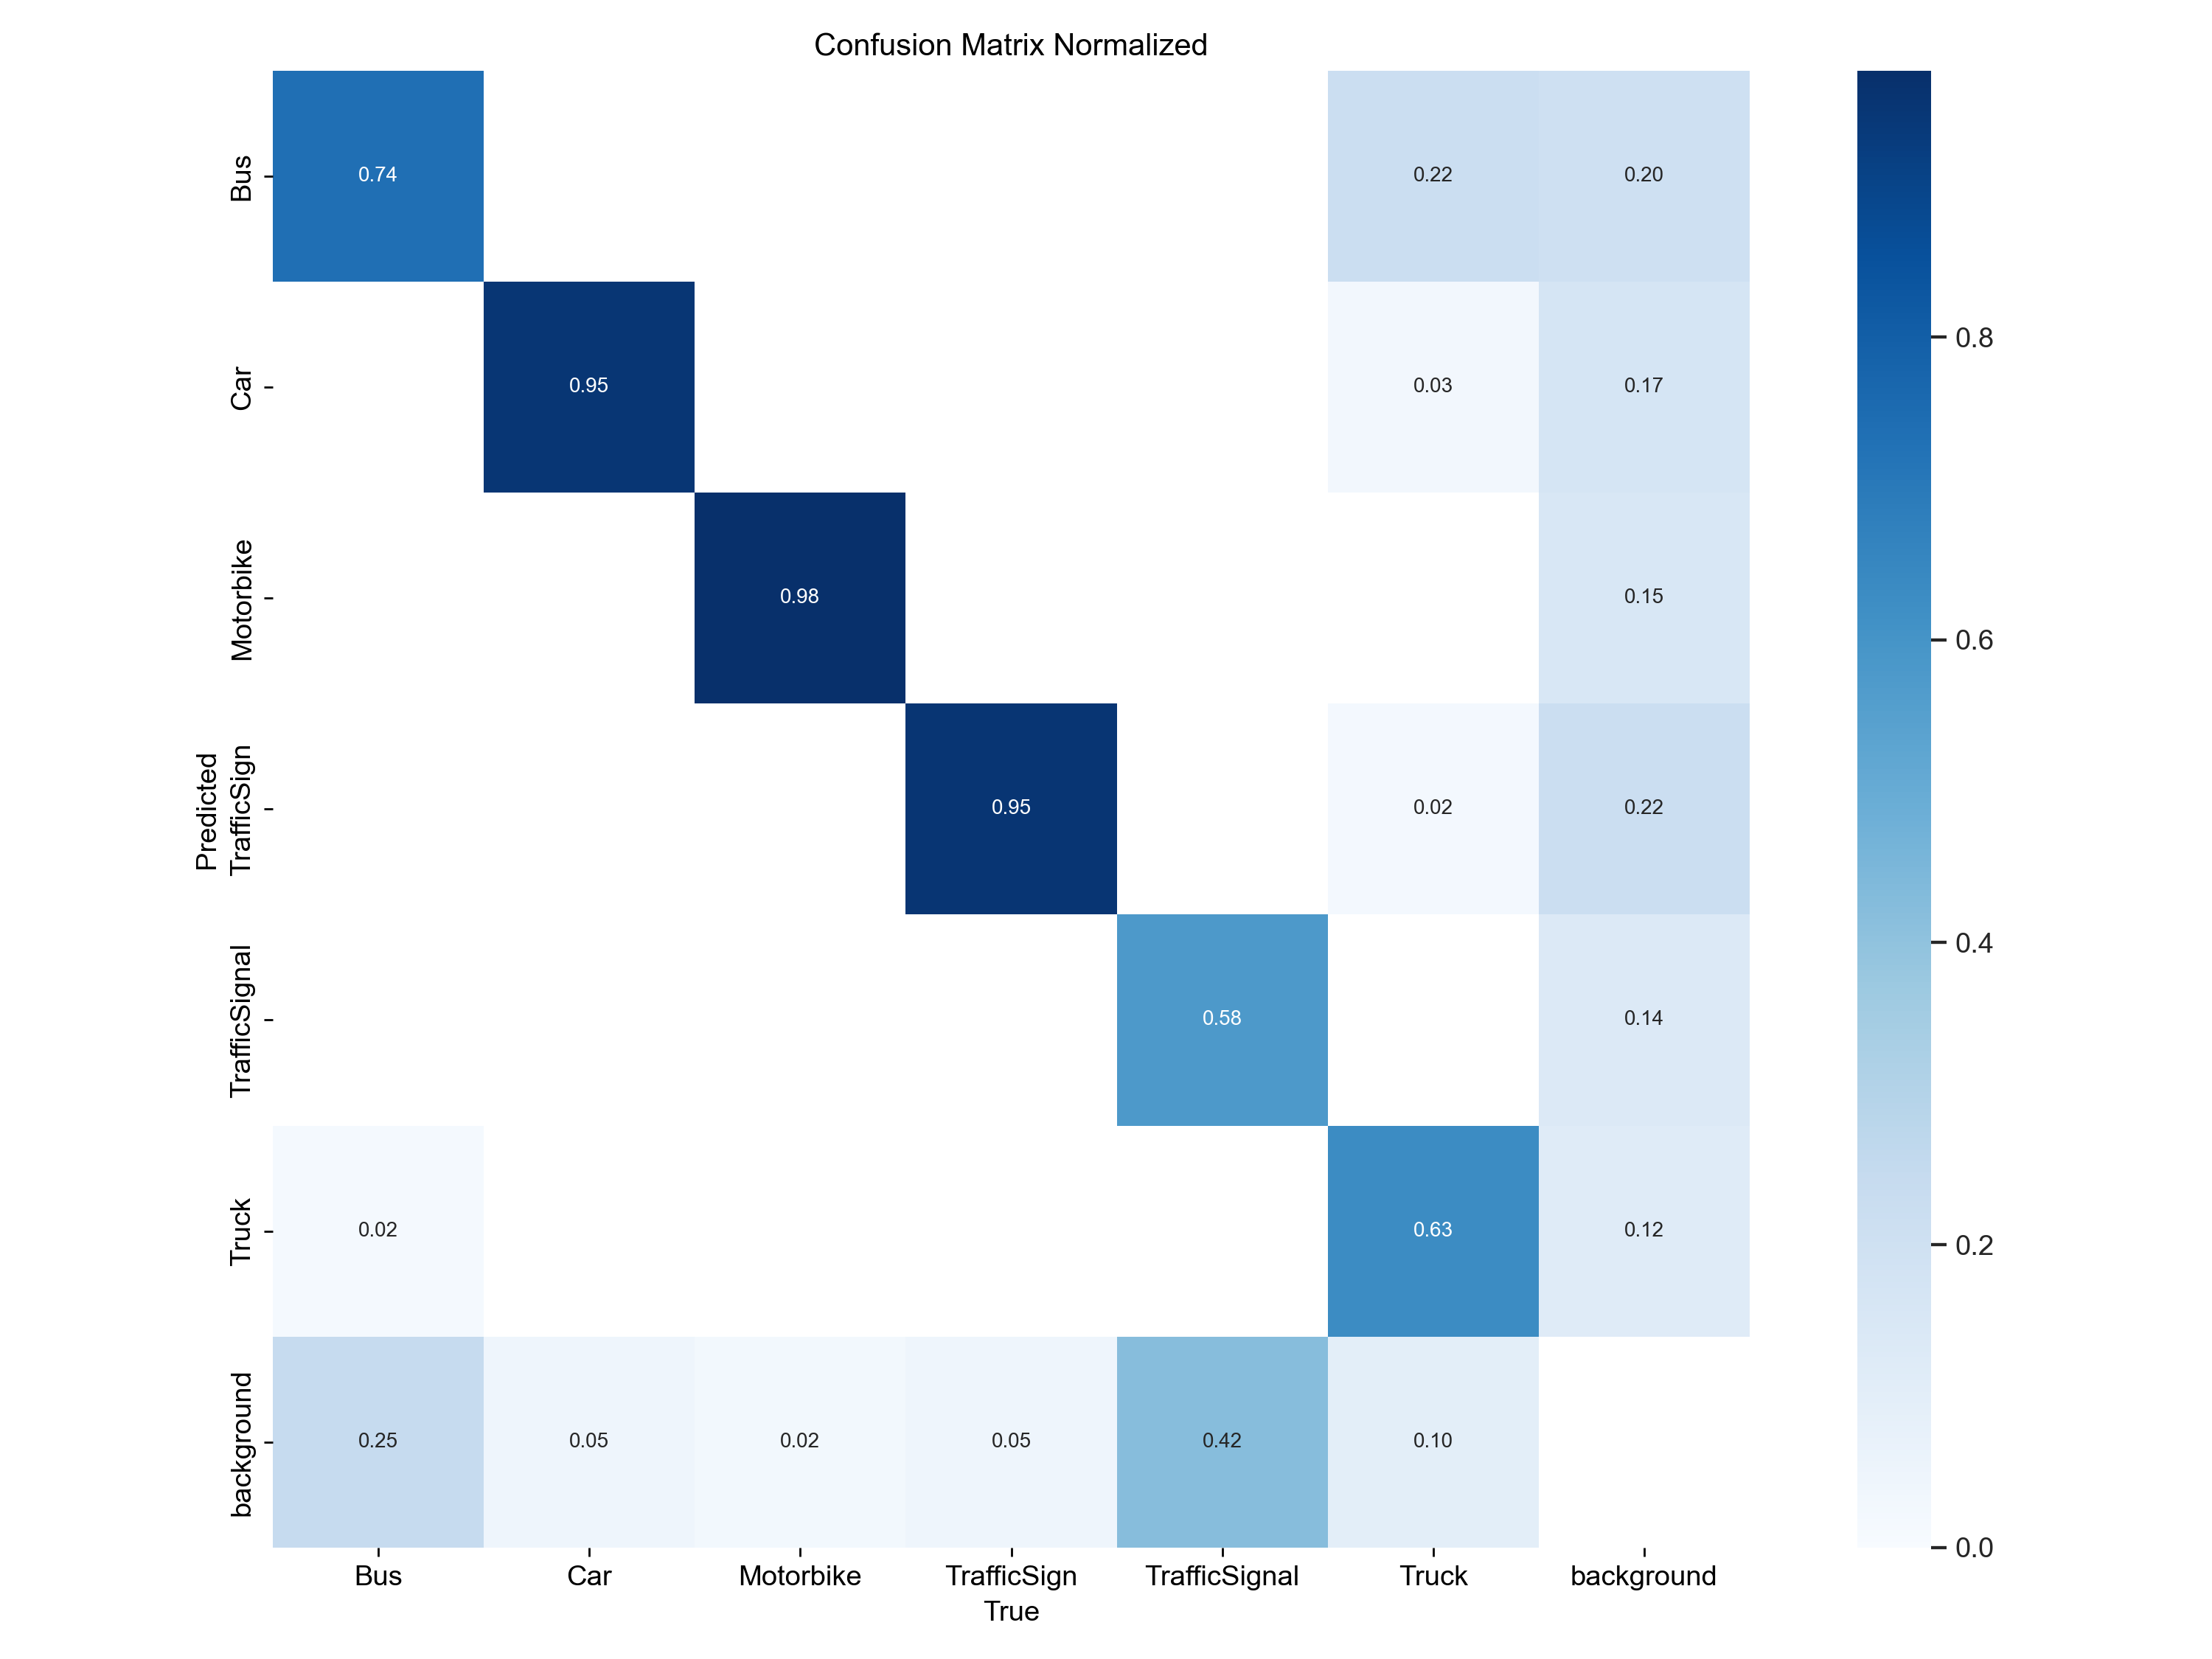 Confusion Matrix Normalized
Predicted
Bus 0.74 0.22 0.20
Car 0.95 0.03 0.17
Motorbike 0.98 0.15
TrafficSign 0.95 0.02 0.22
TrafficSignal 0.58 0.14
Truck 0.02 0.63 0.12
background 0.25 0.05 0.02 0.05 0.42 0.10
Bus Car Motorbike TrafficSign TrafficSignal Truck background
True
0.8
0.6
0.4
0.2
0.0